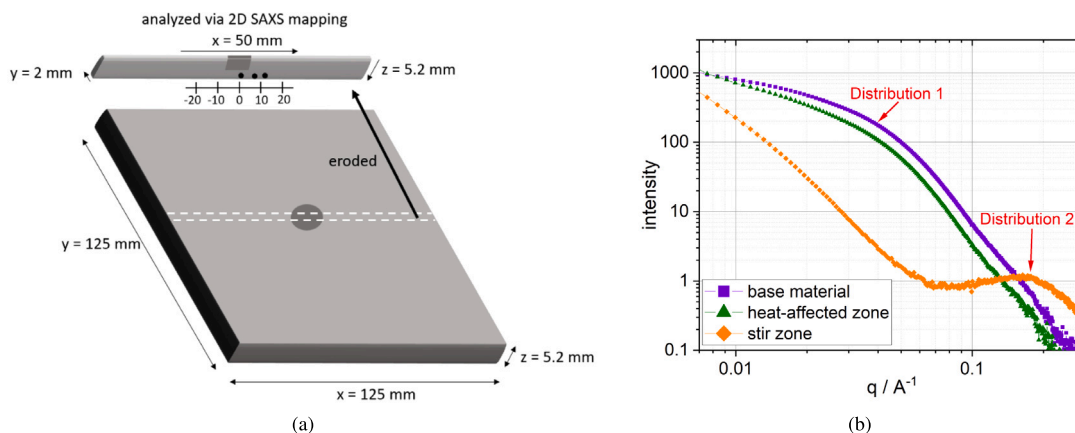 analyzed via 2D SAXS mapping
x = 50 mm
y = 2 mm
z = 5.2 mm
-20 -10 0 10 20
eroded
y = 125 mm
z = 5.2 mm
x = 125 mm
(a)
1000
100
10
1
0.1
intensity
Distribution 1
Distribution 2
base material
heat-affected zone
stir zone
0.01 0.1
q / A⁻¹
(b)